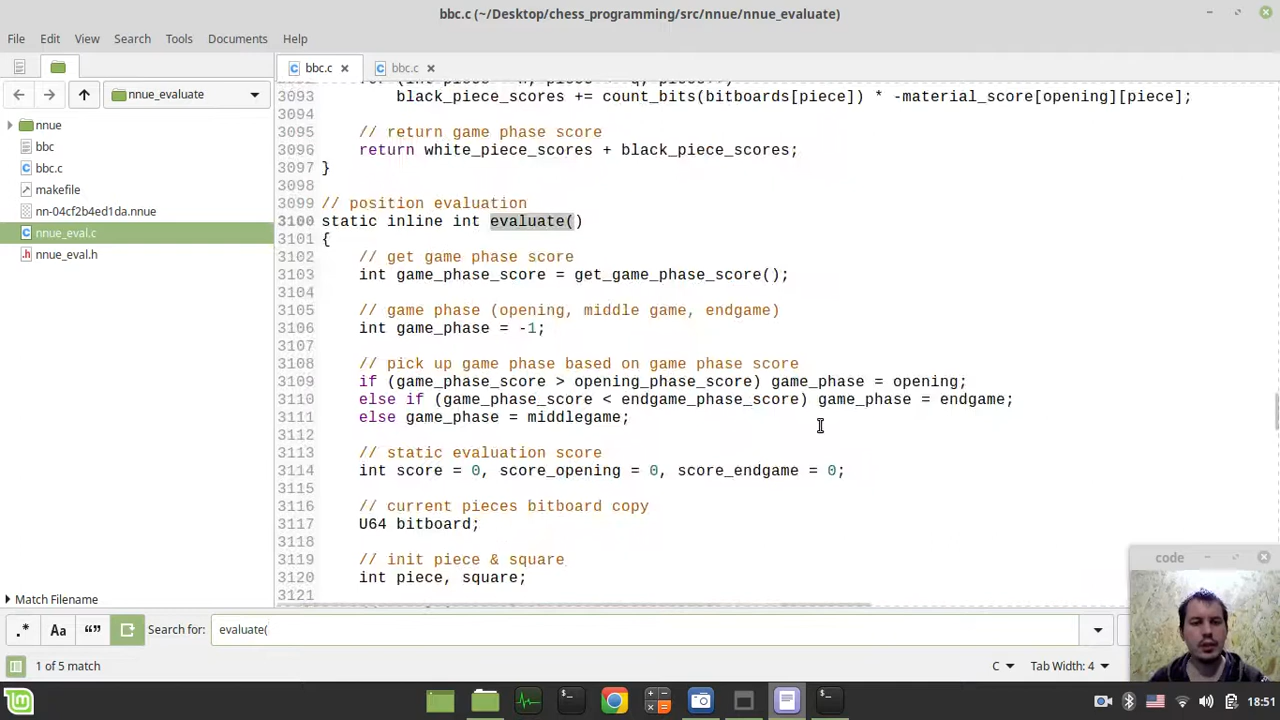 bbc.c (~/Desktop/chess_programming/src/nnue/nnue_evaluate)
File Edit View Search Tools Documents Help
bbc.c
bbc.c
nnue_evaluate
nnue
bbc
bbc.c
makefile
nn-04cf2b4ed1da.nnue
nnue_eval.c
nnue_eval.h
Match Filename
3093 black_piece_scores += count_bits(bitboards[piece]) * -material_score[opening][piece];
3094
3095 // return game phase score
3096 return white_piece_scores + black_piece_scores;
3097 }
3098
3099 // position evaluation
3100 static inline int evaluate()
3101 {
3102 // get game phase score
3103 int game_phase_score = get_game_phase_score();
3104
3105 // game phase (opening, middle game, endgame)
3106 int game_phase = -1;
3107
3108 // pick up game phase based on game phase score
3109 if (game_phase_score > opening_phase_score) game_phase = opening;
3110 else if (game_phase_score < endgame_phase_score) game_phase = endgame;
3111 else game_phase = middlegame;
3112
3113 // static evaluation score
3114 int score = 0, score_opening = 0, score_endgame = 0;
3115
3116 // current pieces bitboard copy
3117 U64 bitboard;
3118
3119 // init piece & square
3120 int piece, square;
3121
code
.* Aa “” Search for: evaluate(
1 of 5 match
C Tab Width: 4
18:51